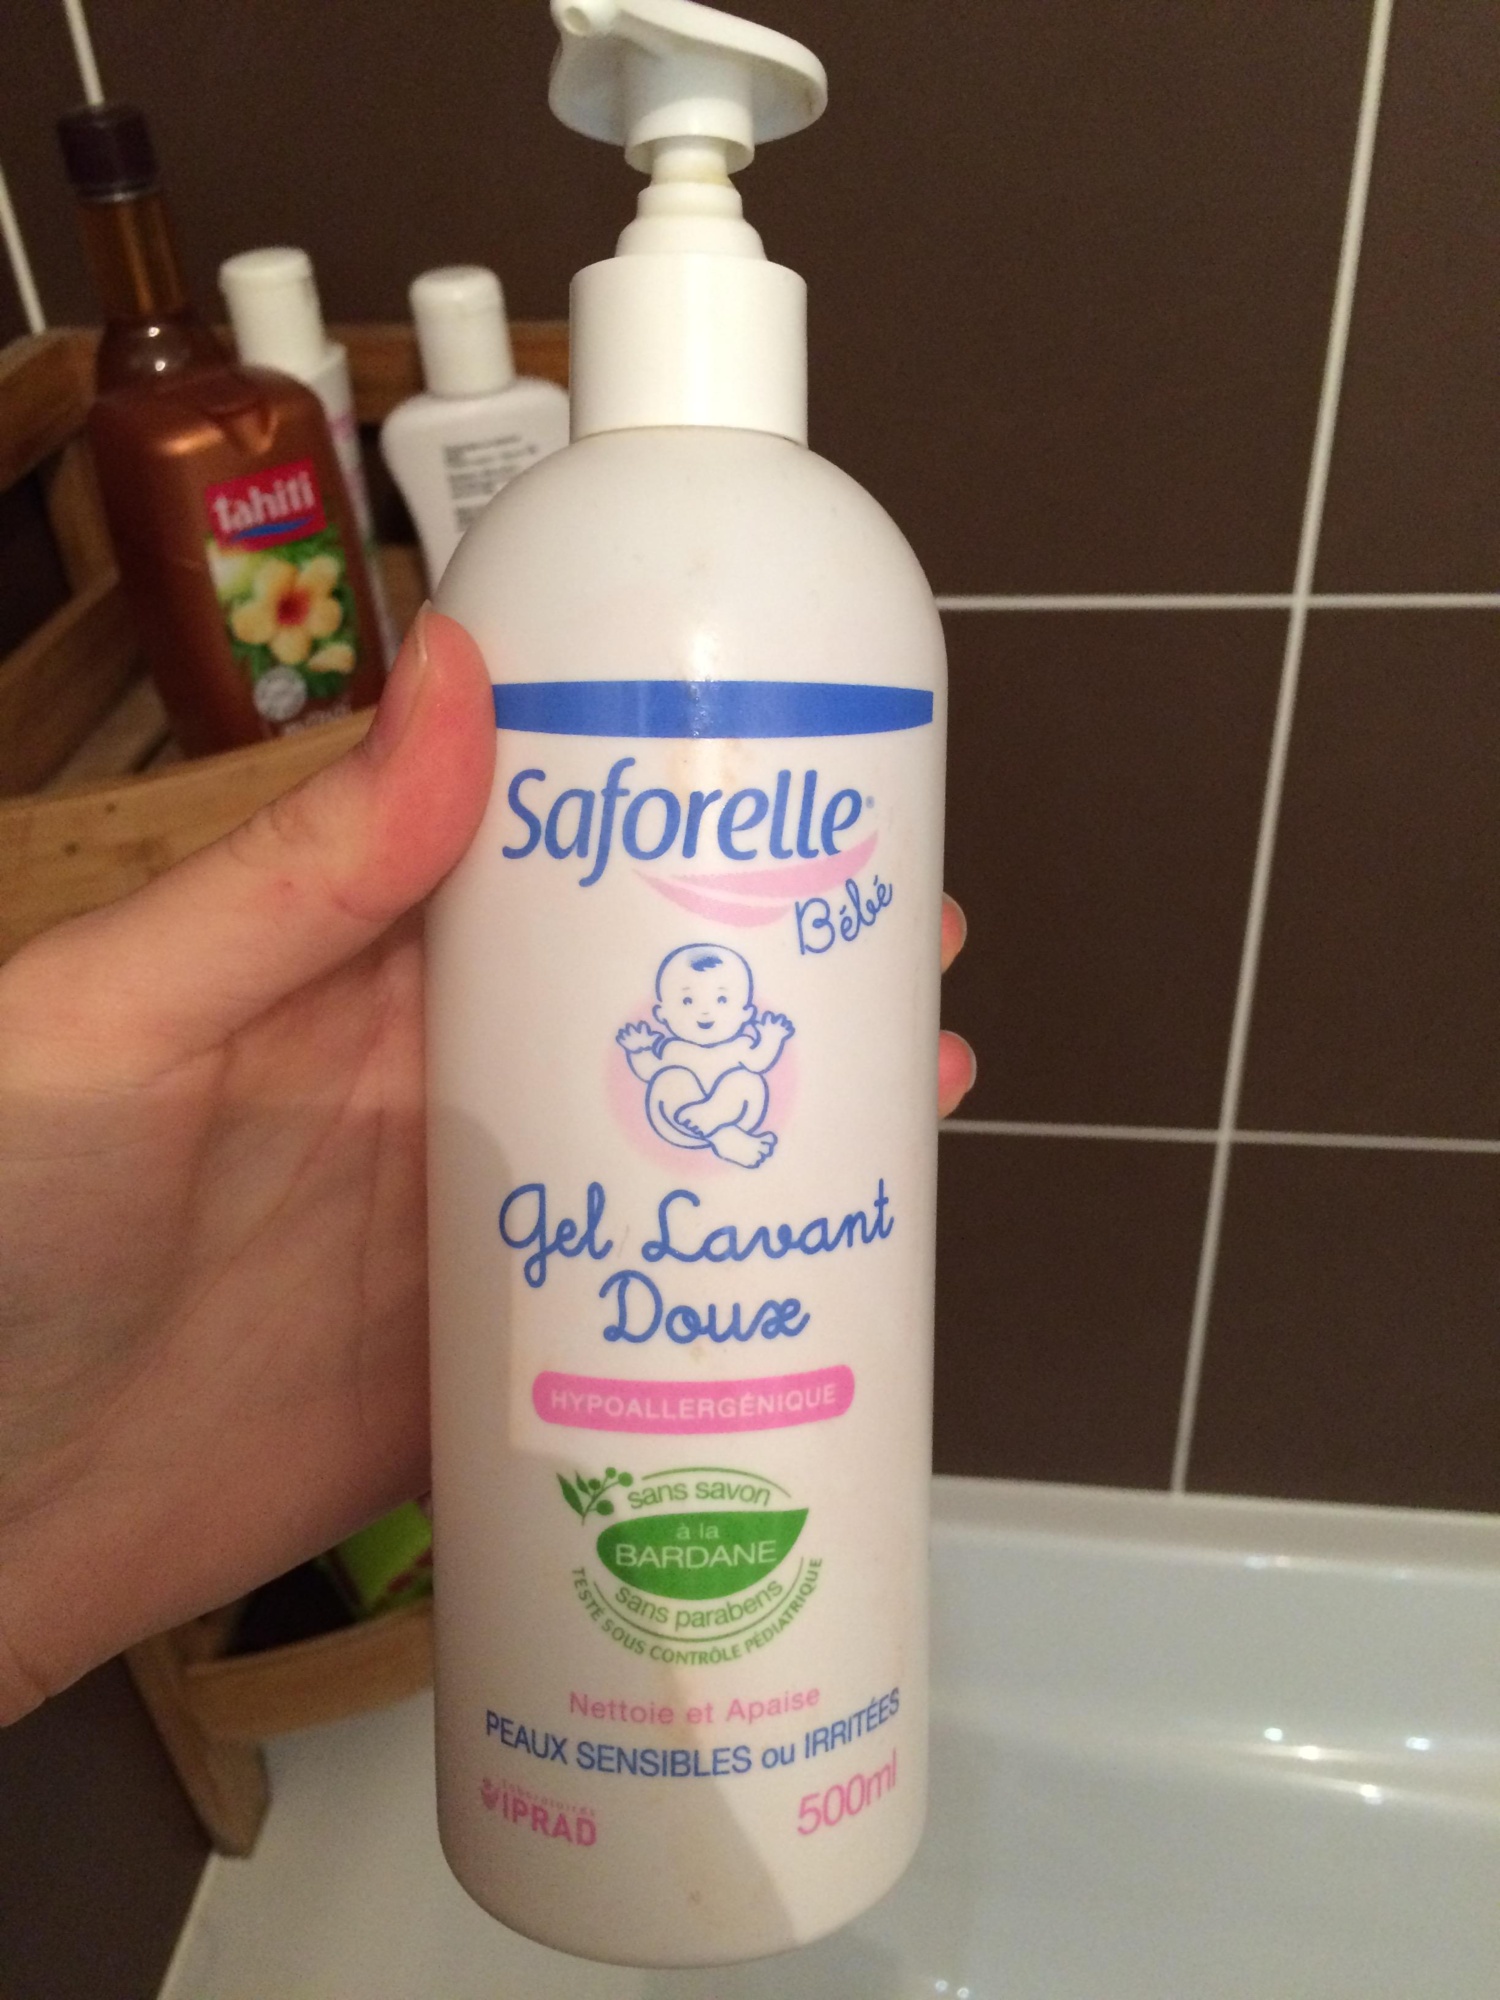 tahiti
Saforelle®
Bébé
Gel Lavant
Doux
HYPOALLERGÉNIQUE
sans savon
à la
BARDANE
sans parabens
TESTÉ SOUS CONTRÔLE PÉDIATRIQUE
Nettoie et Apaise
PEAUX SENSIBLES ou IRRITÉES
laboratoires
IPRAD
500ml